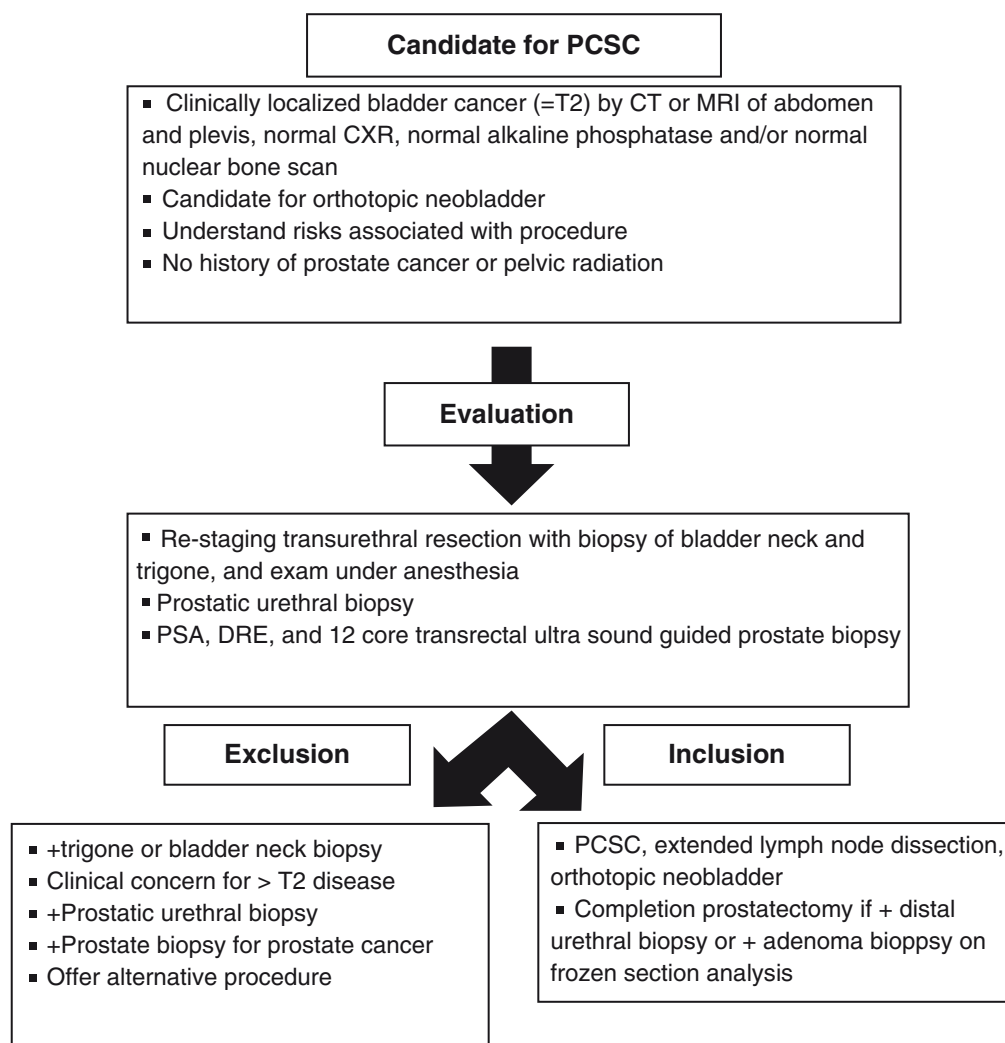 Candidate for PCSC
▪ Clinically localized bladder cancer (=T2) by CT or MRI of abdomen
and plevis, normal CXR, normal alkaline phosphatase and/or normal
nuclear bone scan
▪ Candidate for orthotopic neobladder
▪ Understand risks associated with procedure
▪ No history of prostate cancer or pelvic radiation
Evaluation
▪ Re-staging transurethral resection with biopsy of bladder neck and
trigone, and exam under anesthesia
▪ Prostatic urethral biopsy
▪ PSA, DRE, and 12 core transrectal ultra sound guided prostate biopsy
Exclusion
▪ +trigone or bladder neck biopsy
▪ Clinical concern for > T2 disease
▪ +Prostatic urethral biopsy
▪ +Prostate biopsy for prostate cancer
▪ Offer alternative procedure
Inclusion
▪ PCSC, extended lymph node dissection,
orthotopic neobladder
▪ Completion prostatectomy if + distal
urethral biopsy or + adenoma bioppsy on
frozen section analysis